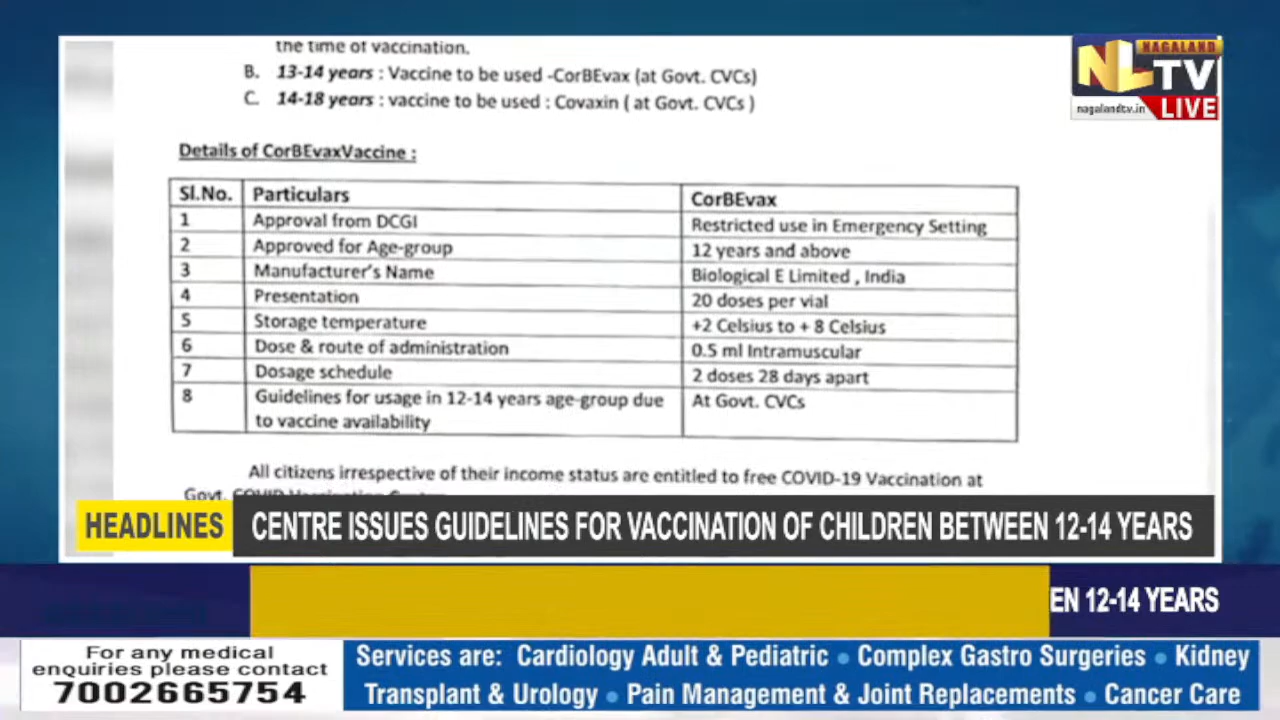 the time of vaccination.
B. 13-14 years : Vaccine to be used -CorBEvax (at Govt. CVCs)
C. 14-18 years : vaccine to be used : Covaxin ( at Govt. CVCs )
NAGALAND
NLTV
nagalandtv.in LIVE
Details of CorBEvaxVaccine :
Sl.No. Particulars CorBEvax
1 Approval from DCGI Restricted use in Emergency Setting
2 Approved for Age-group 12 years and above
3 Manufacturer's Name Biological E Limited , India
4 Presentation 20 doses per vial
5 Storage temperature +2 Celsius to + 8 Celsius
6 Dose & route of administration 0.5 ml Intramuscular
7 Dosage schedule 2 doses 28 days apart
8 Guidelines for usage in 12-14 years age-group due At Govt. CVCs
to vaccine availability
All citizens irrespective of their income status are entitled to free COVID-19 Vaccination at
Govt.
HEADLINES CENTRE ISSUES GUIDELINES FOR VACCINATION OF CHILDREN BETWEEN 12-14 YEARS
EN 12-14 YEARS
For any medical
enquiries please contact
7002665754
Services are: Cardiology Adult & Pediatric • Complex Gastro Surgeries • Kidney
Transplant & Urology • Pain Management & Joint Replacements • Cancer Care